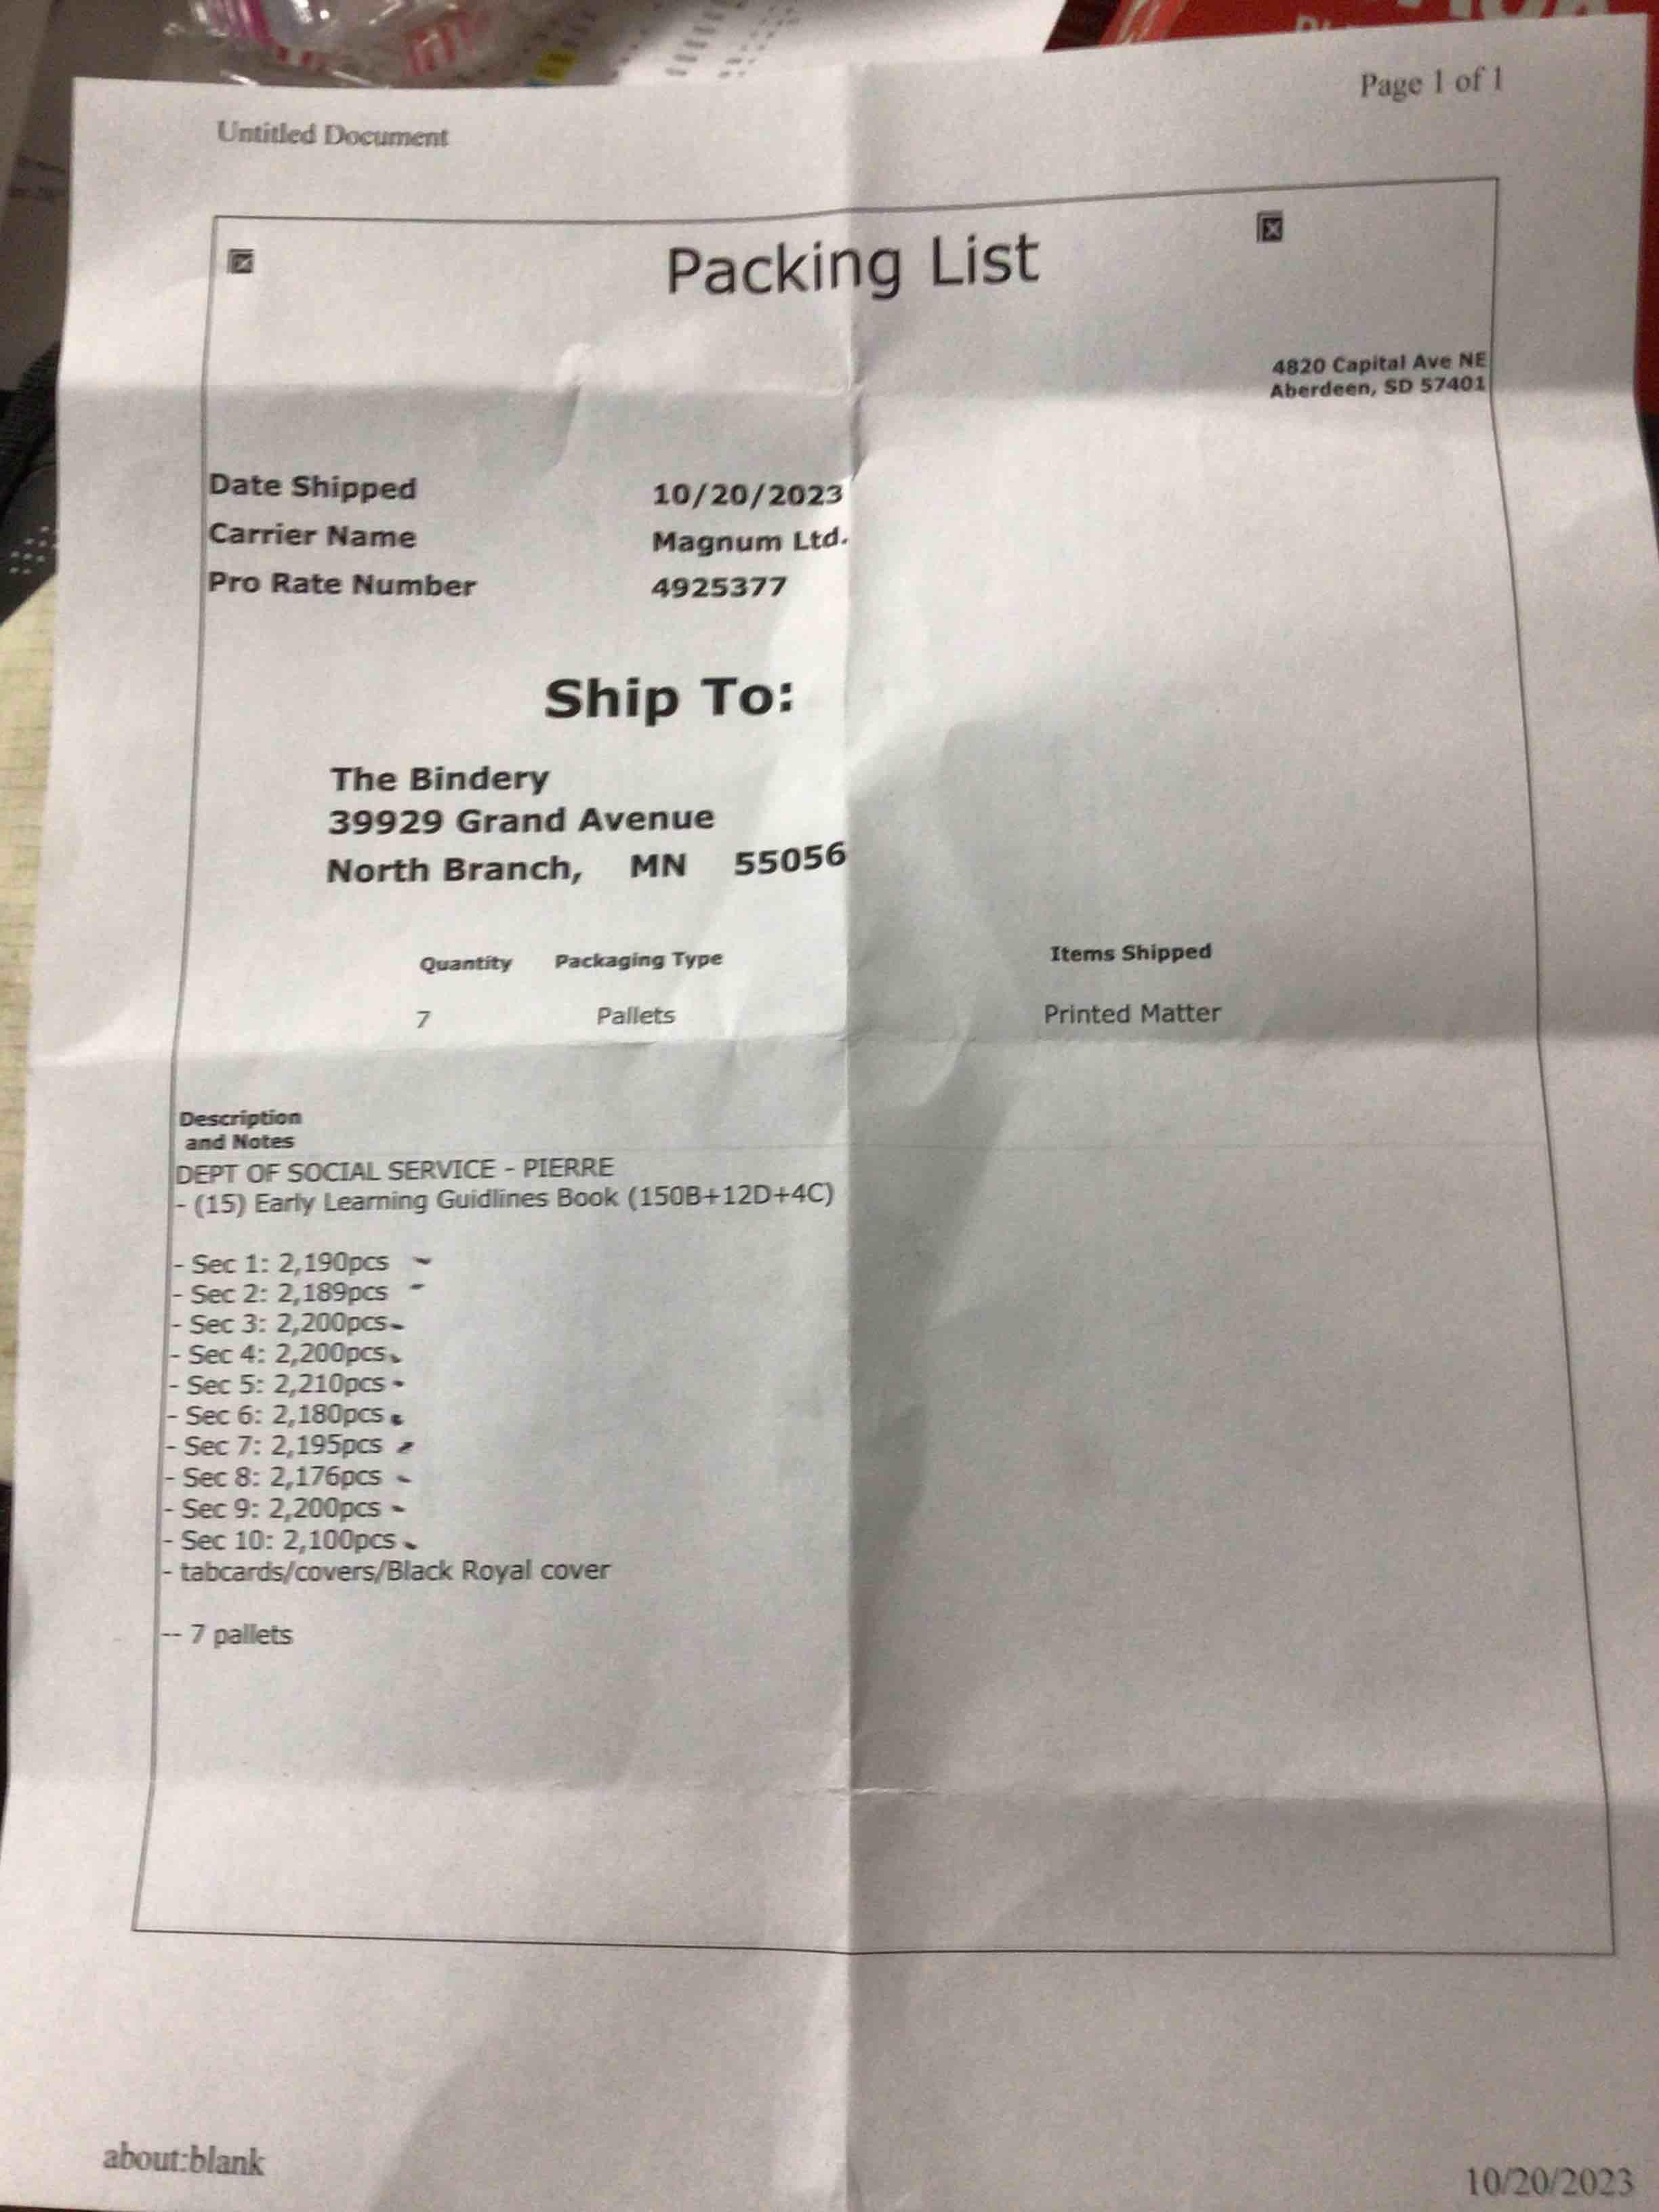 Untitled Document
Page 1 of 1
Packing List
4820 Capital Ave NE
Aberdeen, SD 57401
Date Shipped 10/20/2023
Carrier Name Magnum Ltd.
Pro Rate Number 4925377
Ship To:
The Bindery
39929 Grand Avenue
North Branch, MN 55056
Quantity Packaging Type Items Shipped
7 Pallets Printed Matter
Description
and Notes
DEPT OF SOCIAL SERVICE - PIERRE
- (15) Early Learning Guidlines Book (150B+12D+4C)
- Sec 1: 2,190pcs
- Sec 2: 2,189pcs
- Sec 3: 2,200pcs
- Sec 4: 2,200pcs
- Sec 5: 2,210pcs
- Sec 6: 2,180pcs
- Sec 7: 2,195pcs
- Sec 8: 2,176pcs
- Sec 9: 2,200pcs
- Sec 10: 2,100pcs
- tabcards/covers/Black Royal cover
-- 7 pallets
about:blank
10/20/2023